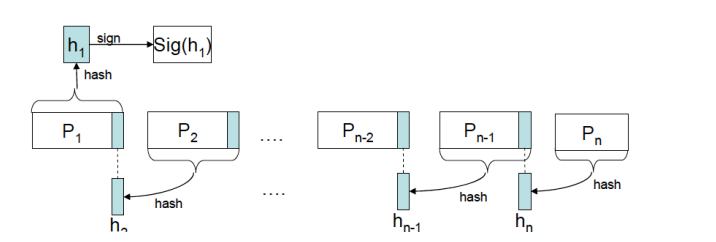 h1 sign Sig(h1)
hash
P1 P2 .... Pn-2 Pn-1 Pn
hash .... hash hash
h2 hn-1 hn